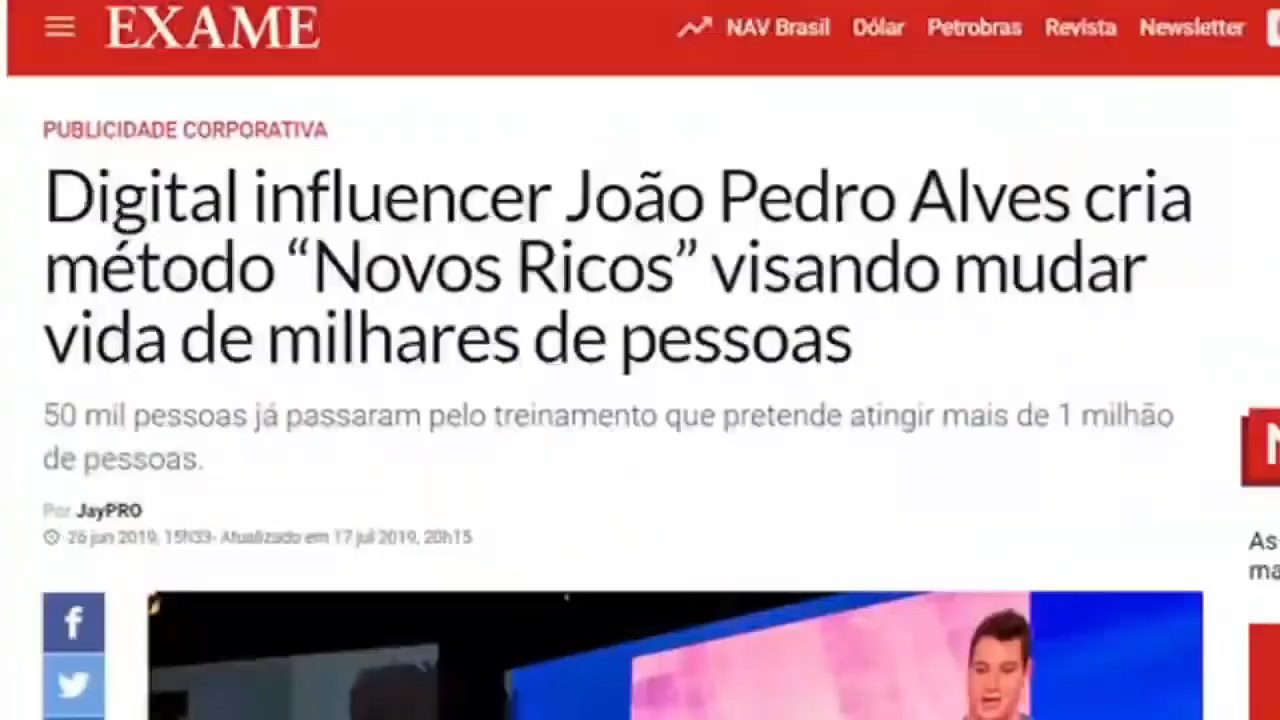 EXAME
NAV Brasil Dólar Petrobras Revista Newsletter
PUBLICIDADE CORPORATIVA
Digital influencer João Pedro Alves cria
método “Novos Ricos” visando mudar
vida de milhares de pessoas
50 mil pessoas já passaram pelo treinamento que pretende atingir mais de 1 milhão
de pessoas.
Por JayPRO
26 jun 2019, 15h33- Atualizado em 17 jul 2019, 20h15
As
ma